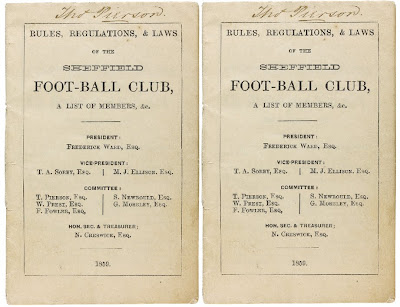 Tho Pierson.
RULES, REGULATIONS, & LAWS
OF THE
SHEFFIELD
FOOT-BALL CLUB,
A LIST OF MEMBERS, &c.
PRESIDENT:
FREDERICK WARD, ESQ.
VICE-PRESIDENT:
T. A. SORBY, ESQ. M. J. ELLISON, ESQ.
COMMITTEE:
T. PIERSON, ESQ. S. NEWBOULD, ESQ.
W. PREST, ESQ. G. MOSELEY, ESQ.
F. FOWLER, ESQ.
HON. SEC. & TREASURER;
N. CRESWICK, ESQ.
1859.
Tho Pierson.
RULES, REGULATIONS, & LAWS
OF THE
SHEFFIELD
FOOT-BALL CLUB,
A LIST OF MEMBERS, &c.
PRESIDENT:
FREDERICK WARD, ESQ.
VICE-PRESIDENT:
T. A. SORBY, ESQ. M. J. ELLISON, ESQ.
COMMITTEE:
T. PIERSON, ESQ. S. NEWBOULD, ESQ.
W. PREST, ESQ. G. MOSELEY, ESQ.
F. FOWLER, ESQ.
HON. SEC. & TREASURER;
N. CRESWICK, ESQ.
1859.